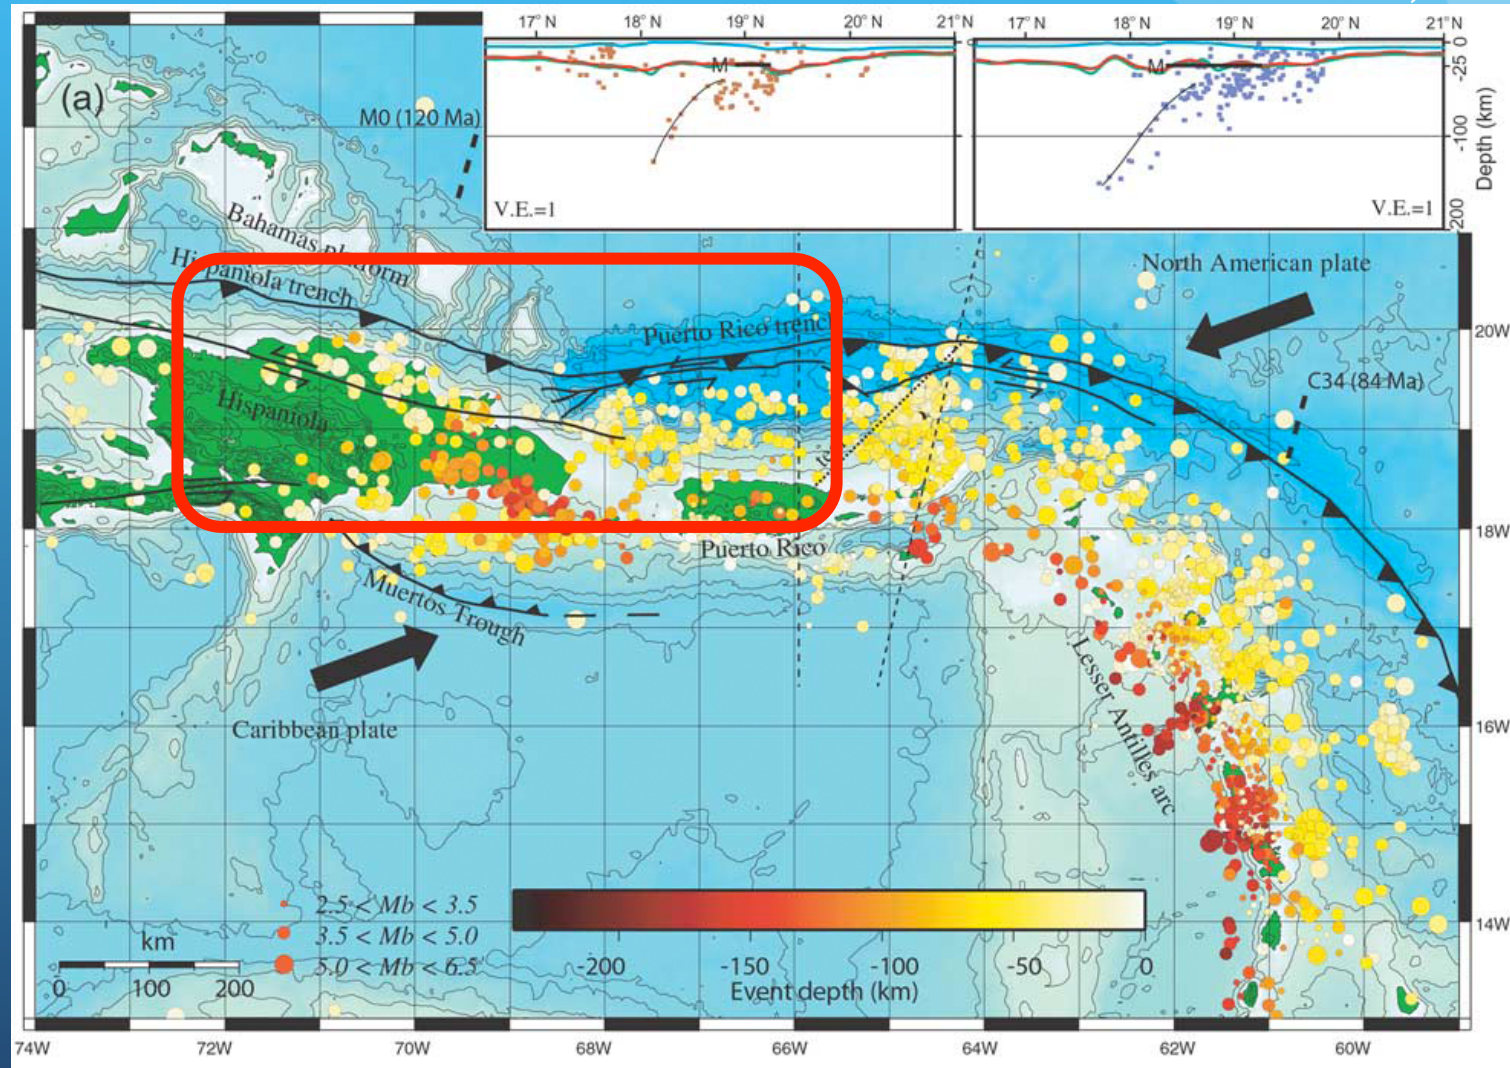 17° N 18° N 19° N 20° N 21° N
17° N 18° N 19° N 20° N 21° N
(a)
M0 (120 Ma)
M
M
0
-25
-100
200
Depth (km)
V.E.=1
V.E.=1
Bahamas platform
Hispaniola trench
North American plate
Puerto Rico trench
20W
C34 (84 Ma)
Hispaniola
18W
Puerto Rico
Muertos Trough
Lesser Antilles arc
Caribbean plate
16W
2.5 < Mb < 3.5
3.5 < Mb < 5.0
5.0 < Mb < 6.5
km
0 100 200
-200 -150 -100 -50 0
Event depth (km)
14W
74W 72W 70W 68W 66W 64W 62W 60W